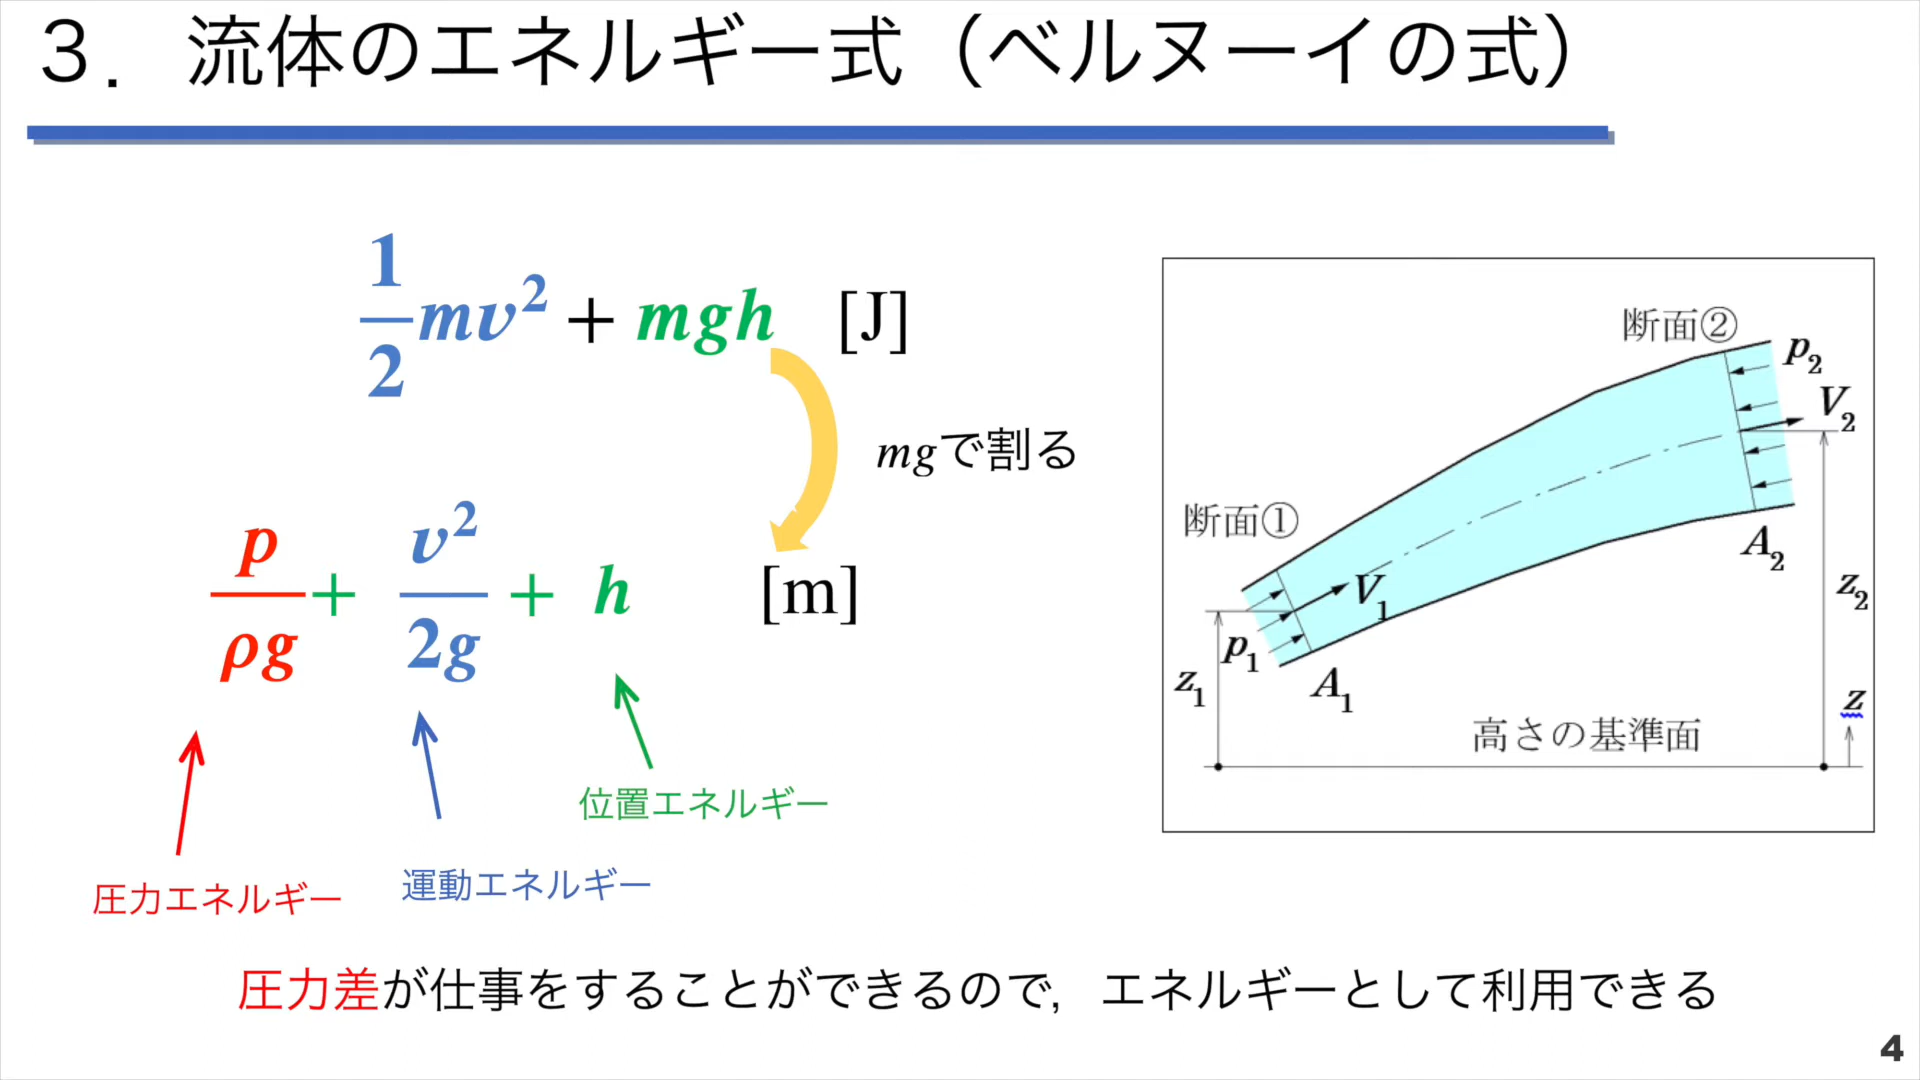 ３．流体のエネルギー式（ベルヌーイの式）
1/2 mv² + mgh [J]
mgで割る
p/ρg + v²/2g + h [m]
位置エネルギー
運動エネルギー
圧力エネルギー
断面②
p₂
V₂
断面①
V₁
A₂
z₂
p₁
z₁
A₁
z
高さの基準面
圧力差が仕事をすることができるので，エネルギーとして利用できる
4